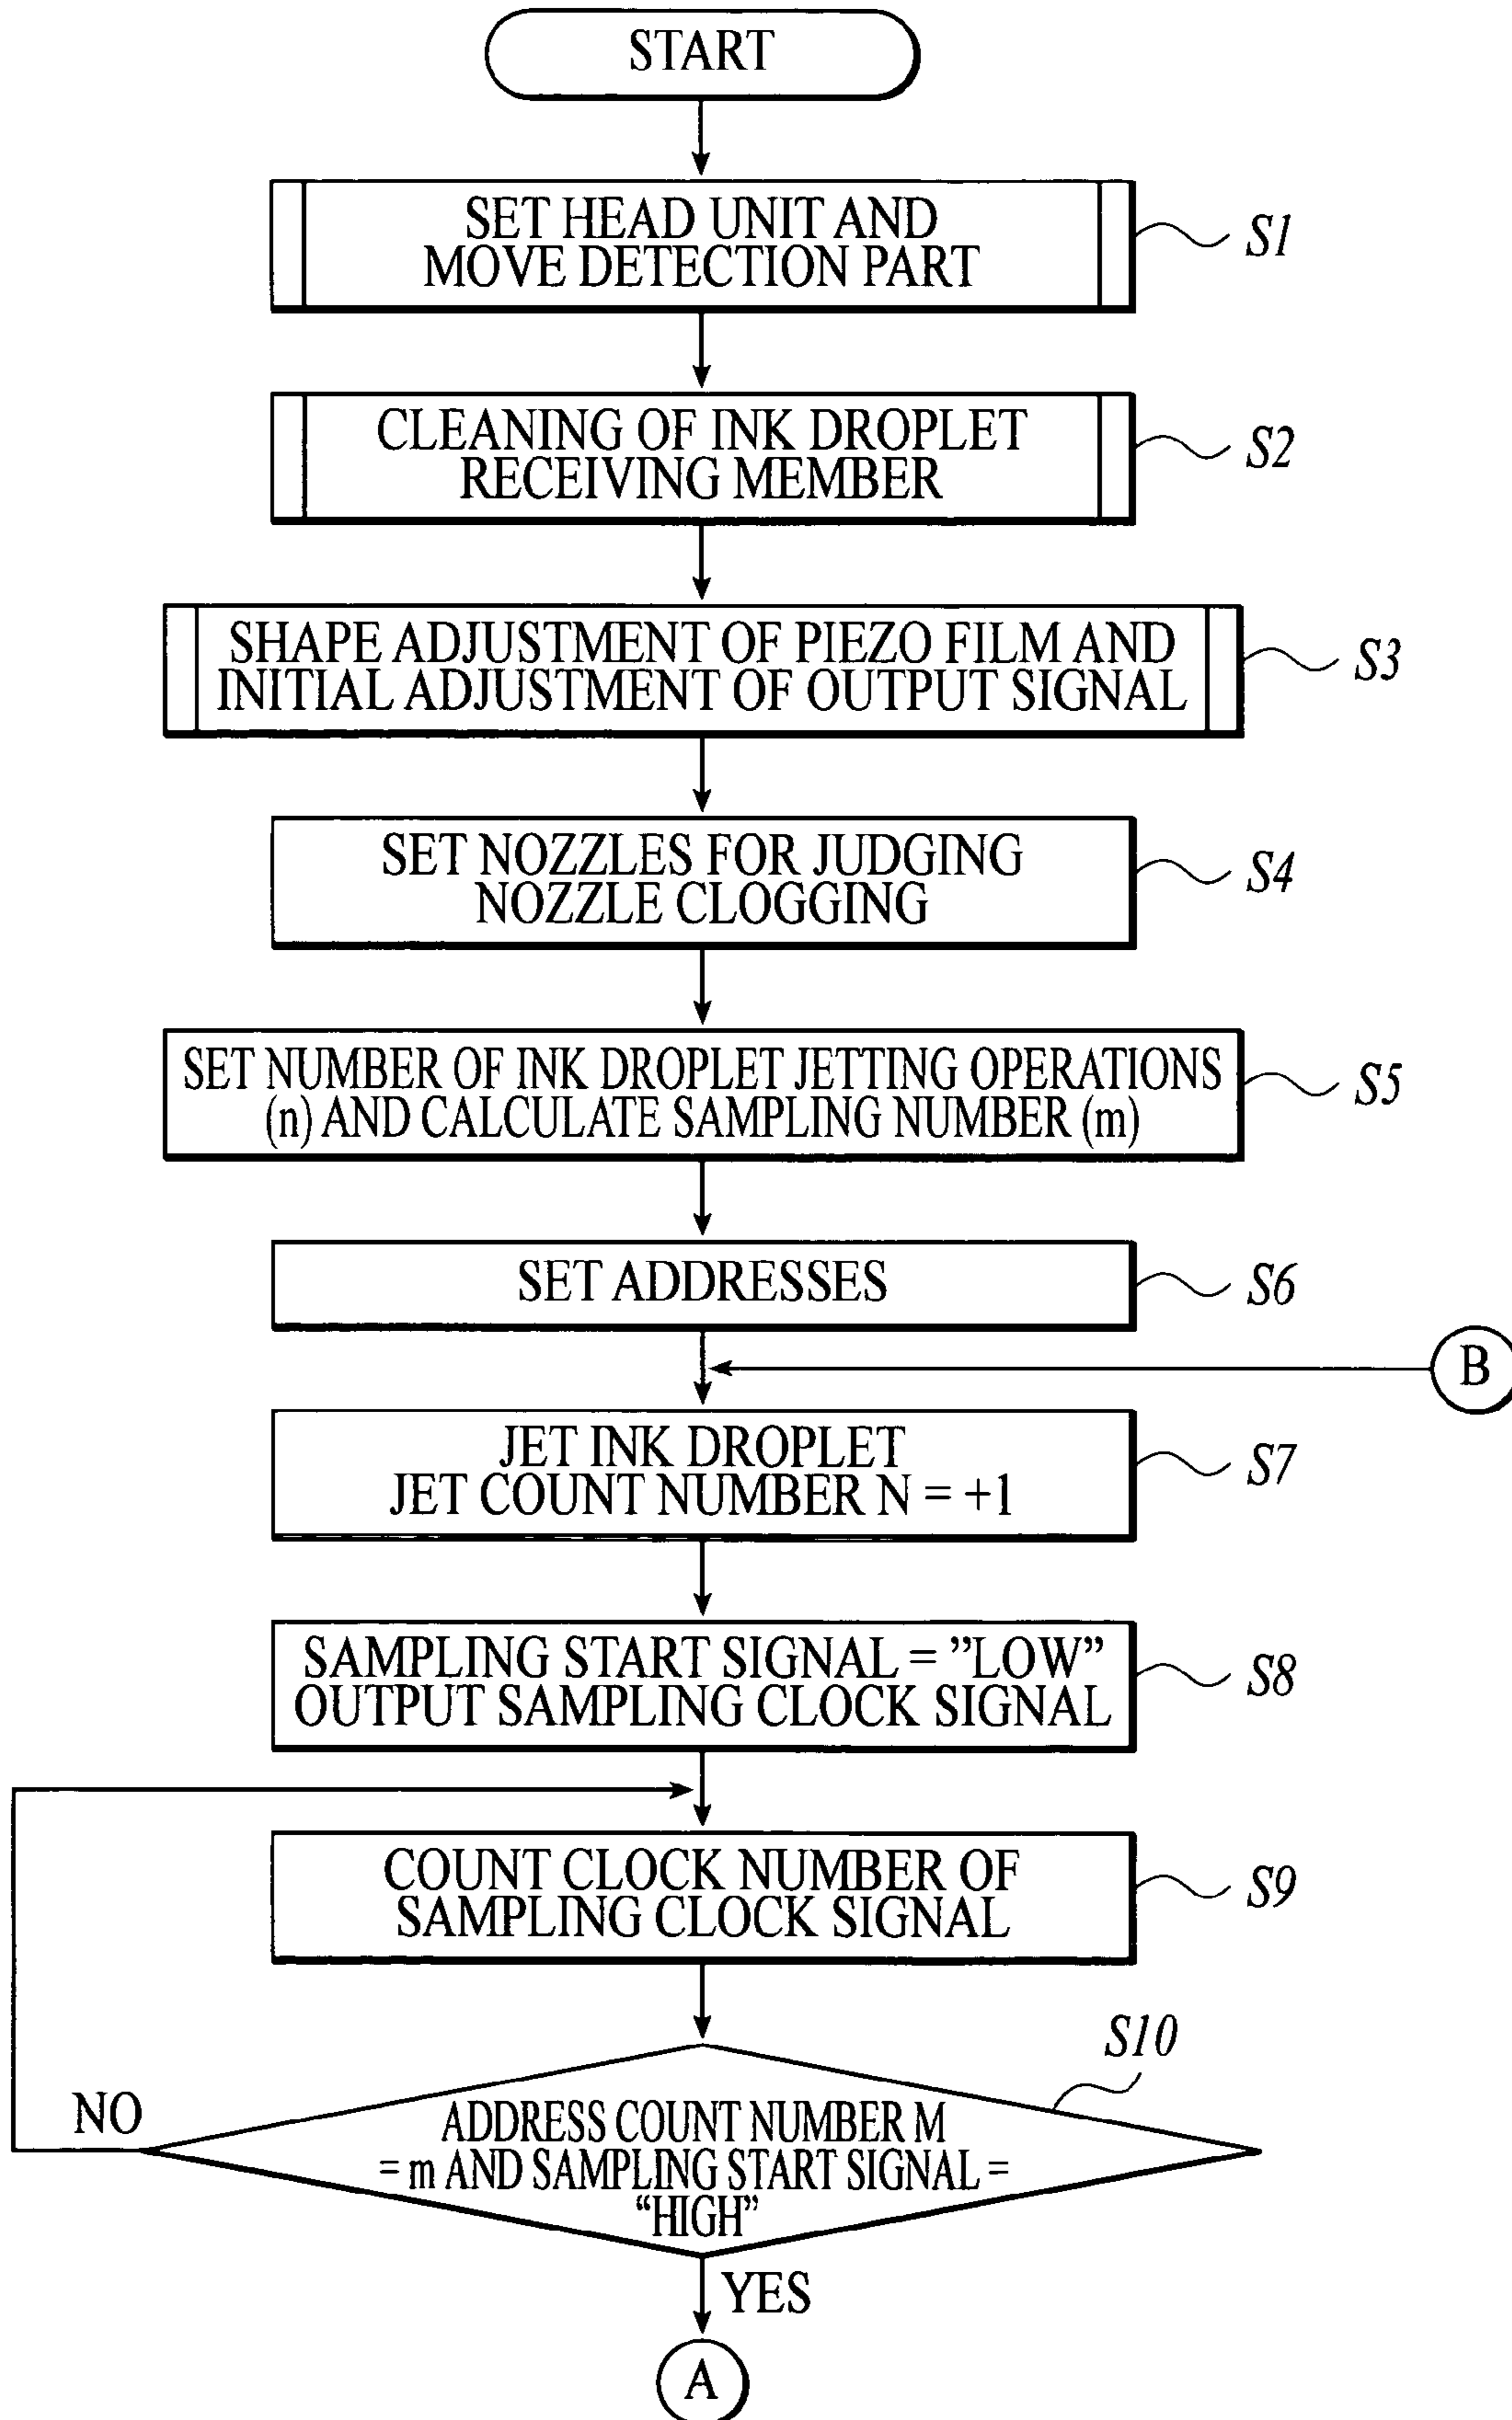 START
SET HEAD UNIT AND
MOVE DETECTION PART
S1
CLEANING OF INK DROPLET
RECEIVING MEMBER
S2
SHAPE ADJUSTMENT OF PIEZO FILM AND
INITIAL ADJUSTMENT OF OUTPUT SIGNAL
S3
SET NOZZLES FOR JUDGING
NOZZLE CLOGGING
S4
SET NUMBER OF INK DROPLET JETTING OPERATIONS
(n) AND CALCULATE SAMPLING NUMBER (m)
S5
SET ADDRESSES
S6
B
JET INK DROPLET
JET COUNT NUMBER N = +1
S7
SAMPLING START SIGNAL = ”LOW”
OUTPUT SAMPLING CLOCK SIGNAL
S8
COUNT CLOCK NUMBER OF
SAMPLING CLOCK SIGNAL
S9
S10
NO
ADDRESS COUNT NUMBER M
= m AND SAMPLING START SIGNAL =
“HIGH”
YES
A